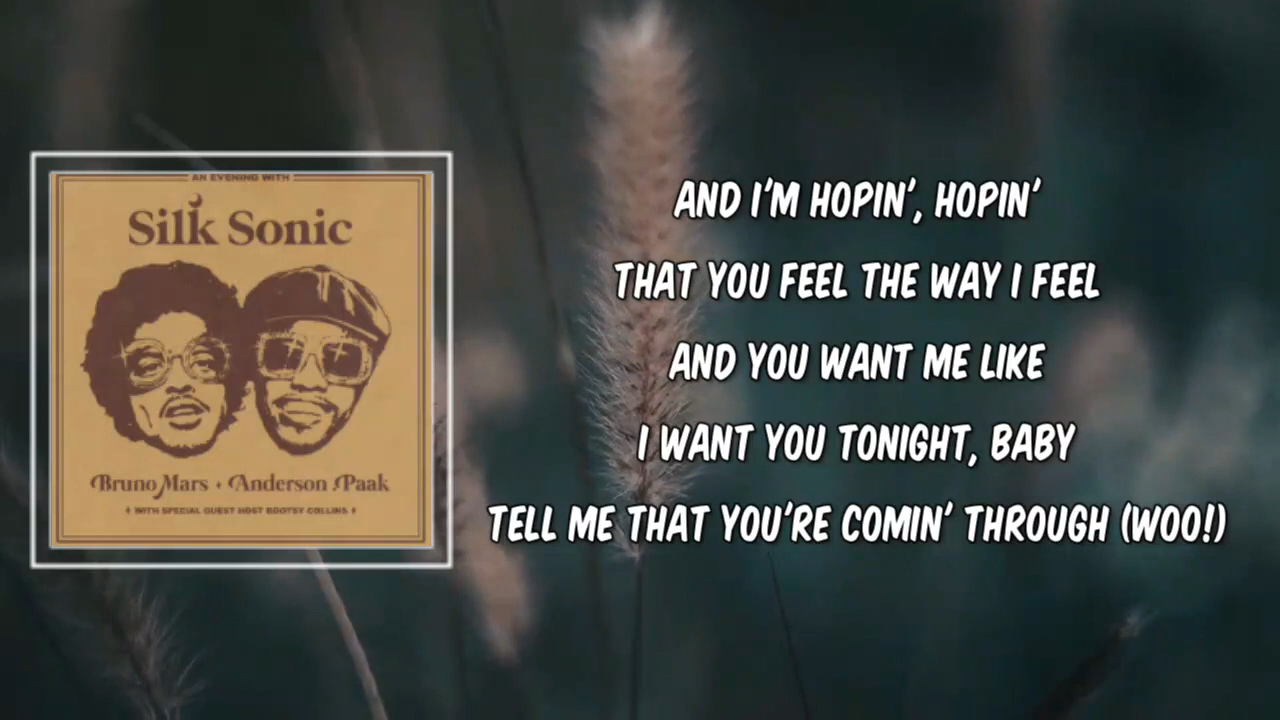 AN EVENING WITH
Silk Sonic
Bruno Mars + Anderson .Paak
WITH SPECIAL GUEST HOST BOOTSY COLLINS
AND I'M HOPIN', HOPIN'
THAT YOU FEEL THE WAY I FEEL
AND YOU WANT ME LIKE
I WANT YOU TONIGHT, BABY
TELL ME THAT YOU'RE COMIN' THROUGH (WOO!)